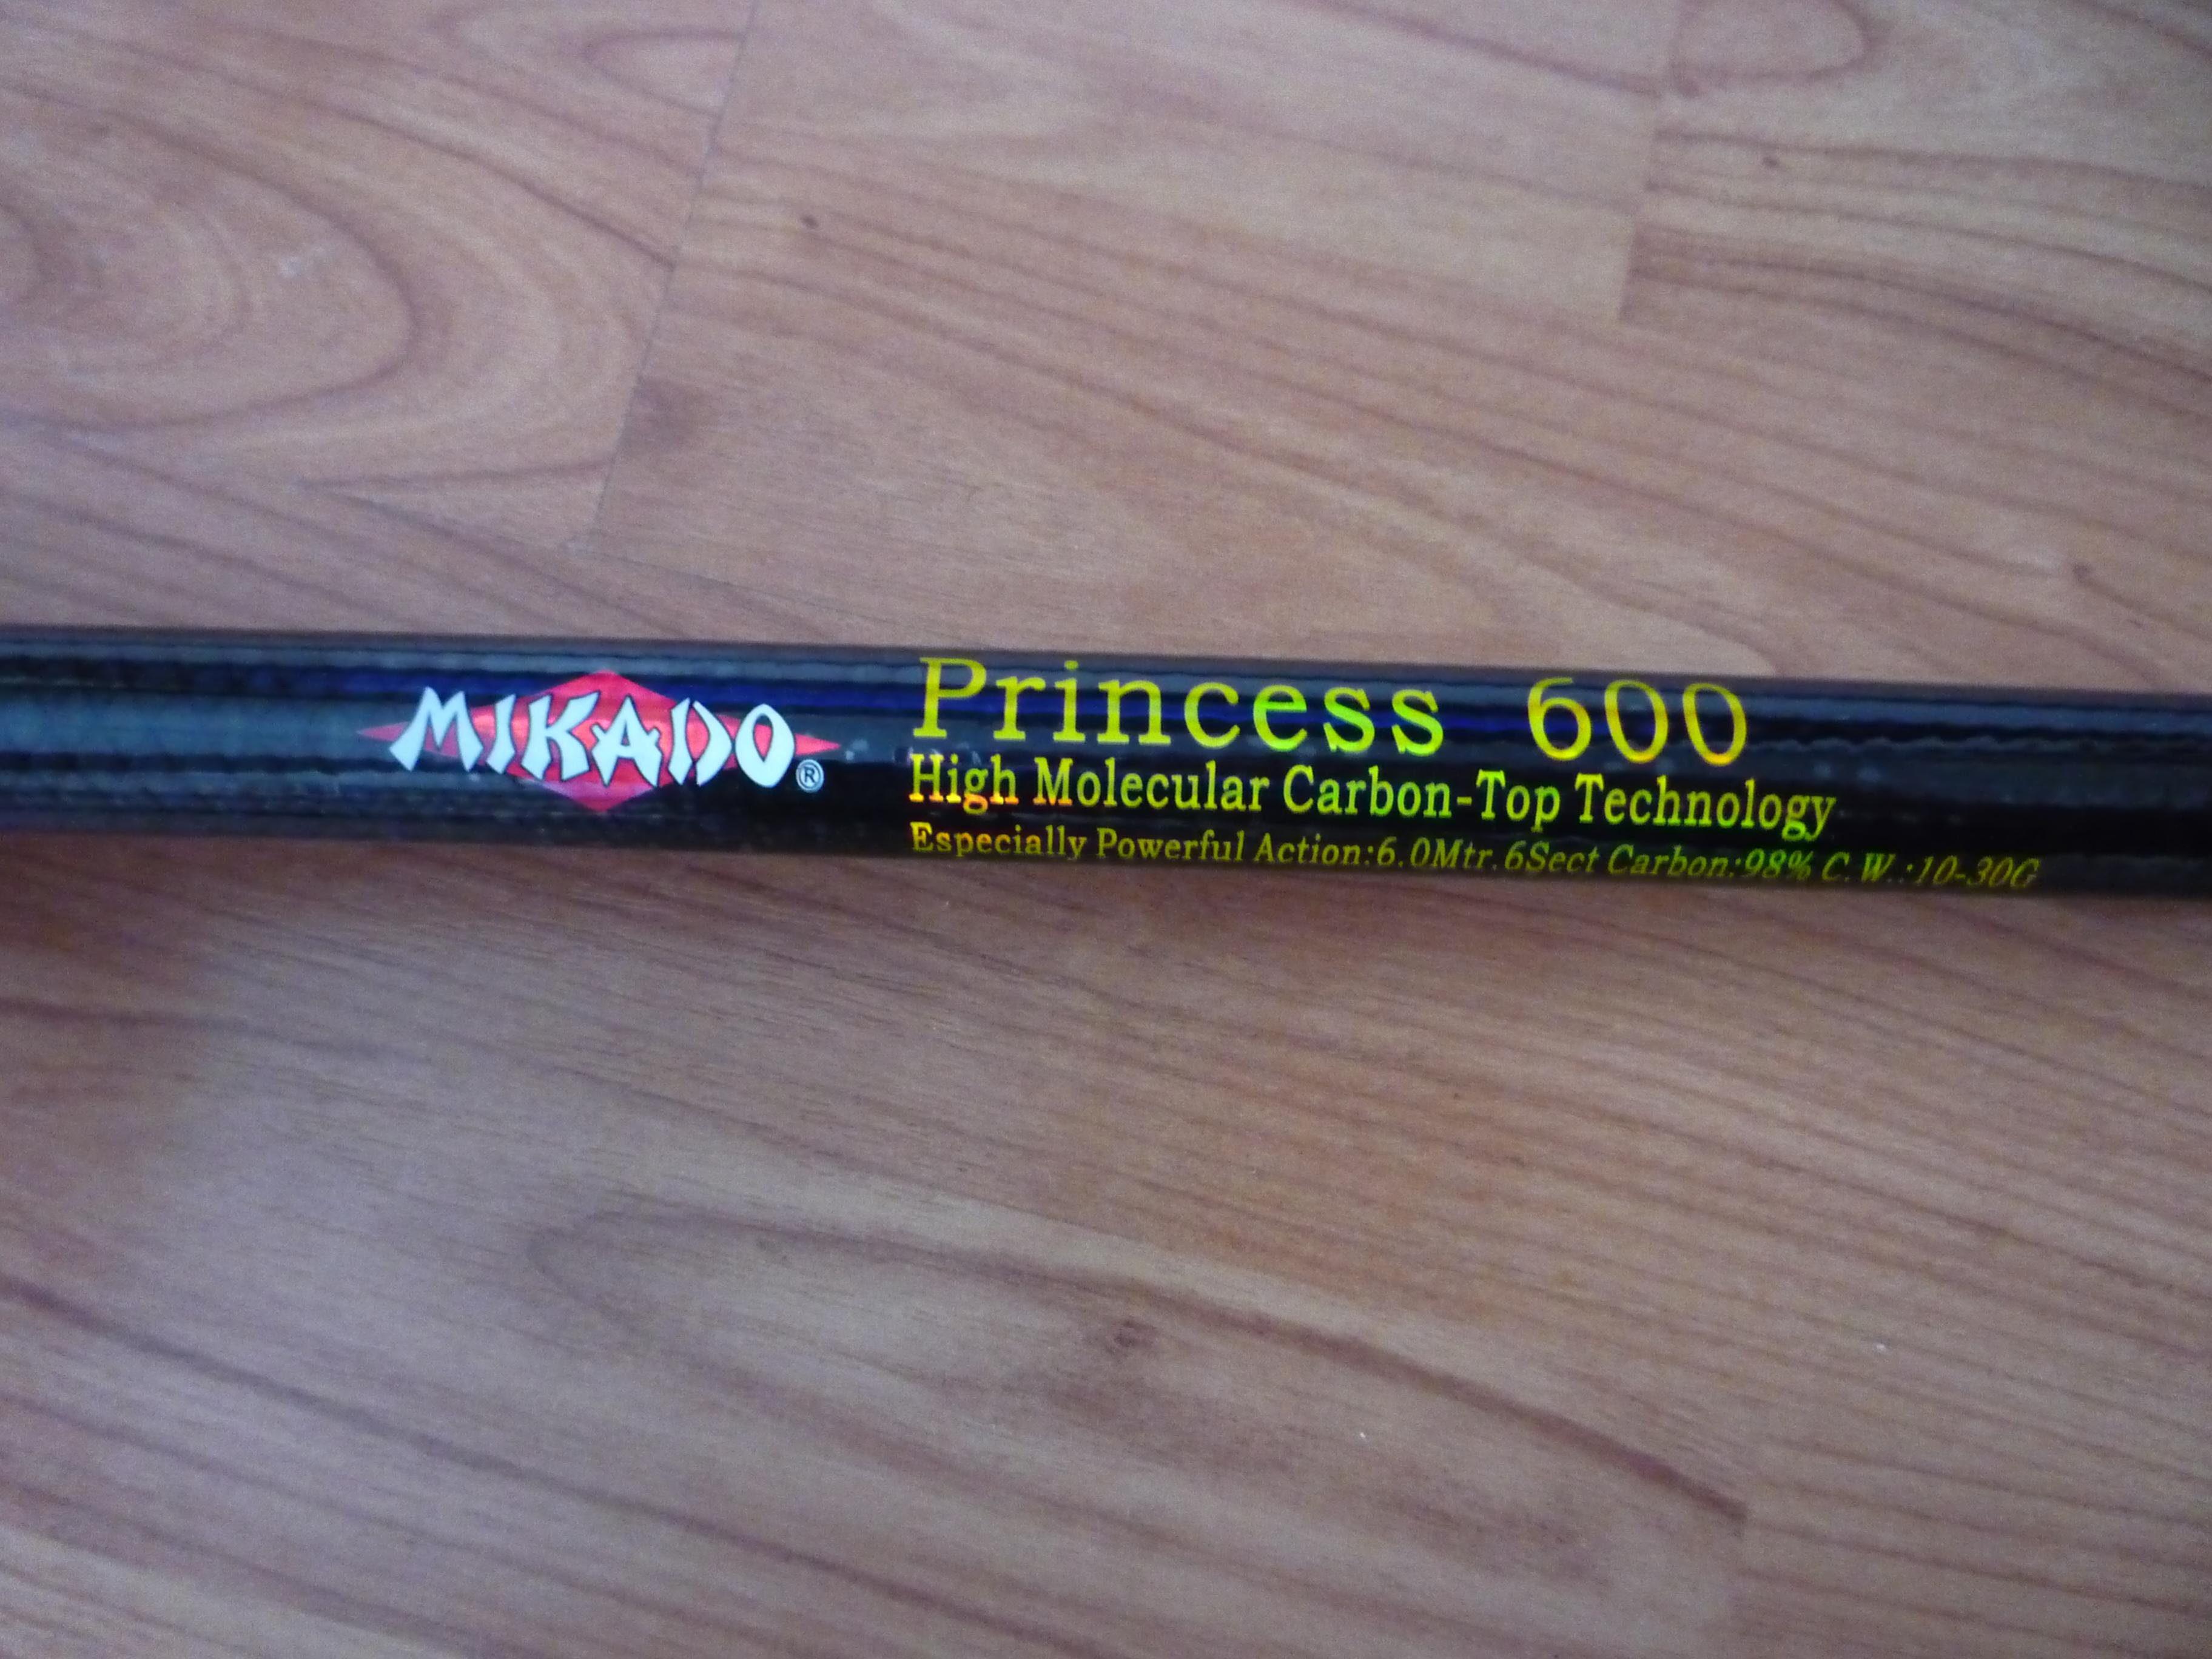 MIKADO®
Princess 600
High Molecular Carbon-Top Technology
Especially Powerful Action:6.0Mtr.6Sect Carbon:98% C.W.:10-30G